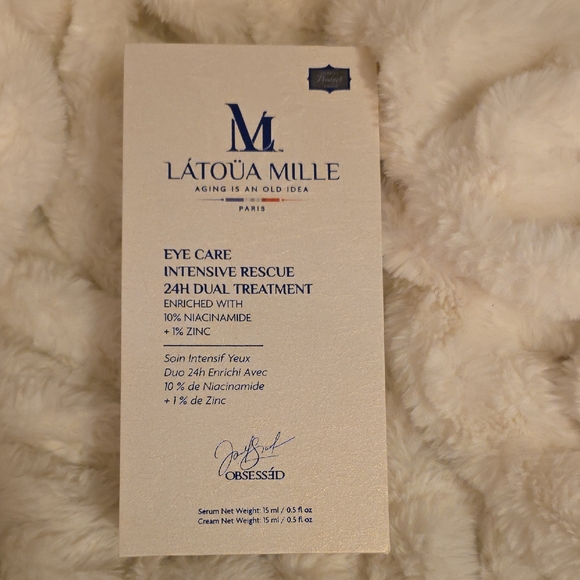 M
LÁTOÜA MILLE
AGING IS AN OLD IDEA
PARIS
EYE CARE
INTENSIVE RESCUE
24H DUAL TREATMENT
ENRICHED WITH
10% NIACINAMIDE
+ 1% ZINC
Soin Intensif Yeux
Duo 24h Enrichi Avec
10 % de Niacinamide
+ 1 % de Zinc
OBSESSÉD
Serum Net Weight: 15 ml / 0.5 fl oz
Cream Net Weight: 15 ml / 0.5 fl oz